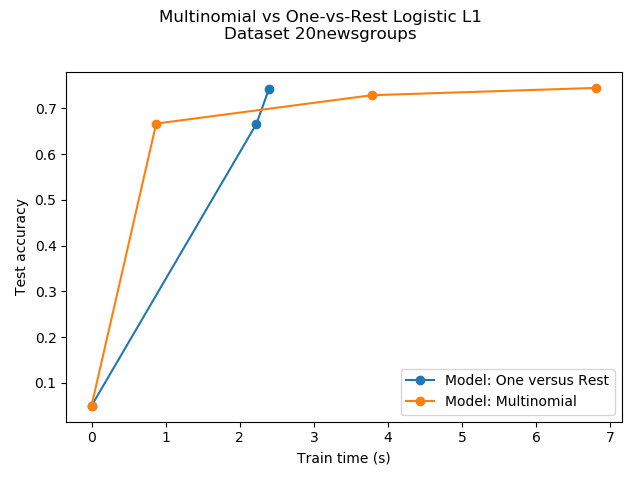 Multinomial vs One-vs-Rest Logistic L1
Dataset 20newsgroups
0.7
0.6
0.5
0.4
0.3
0.2
0.1
Test accuracy
0 1 2 3 4 5 6 7
Train time (s)
Model: One versus Rest
Model: Multinomial